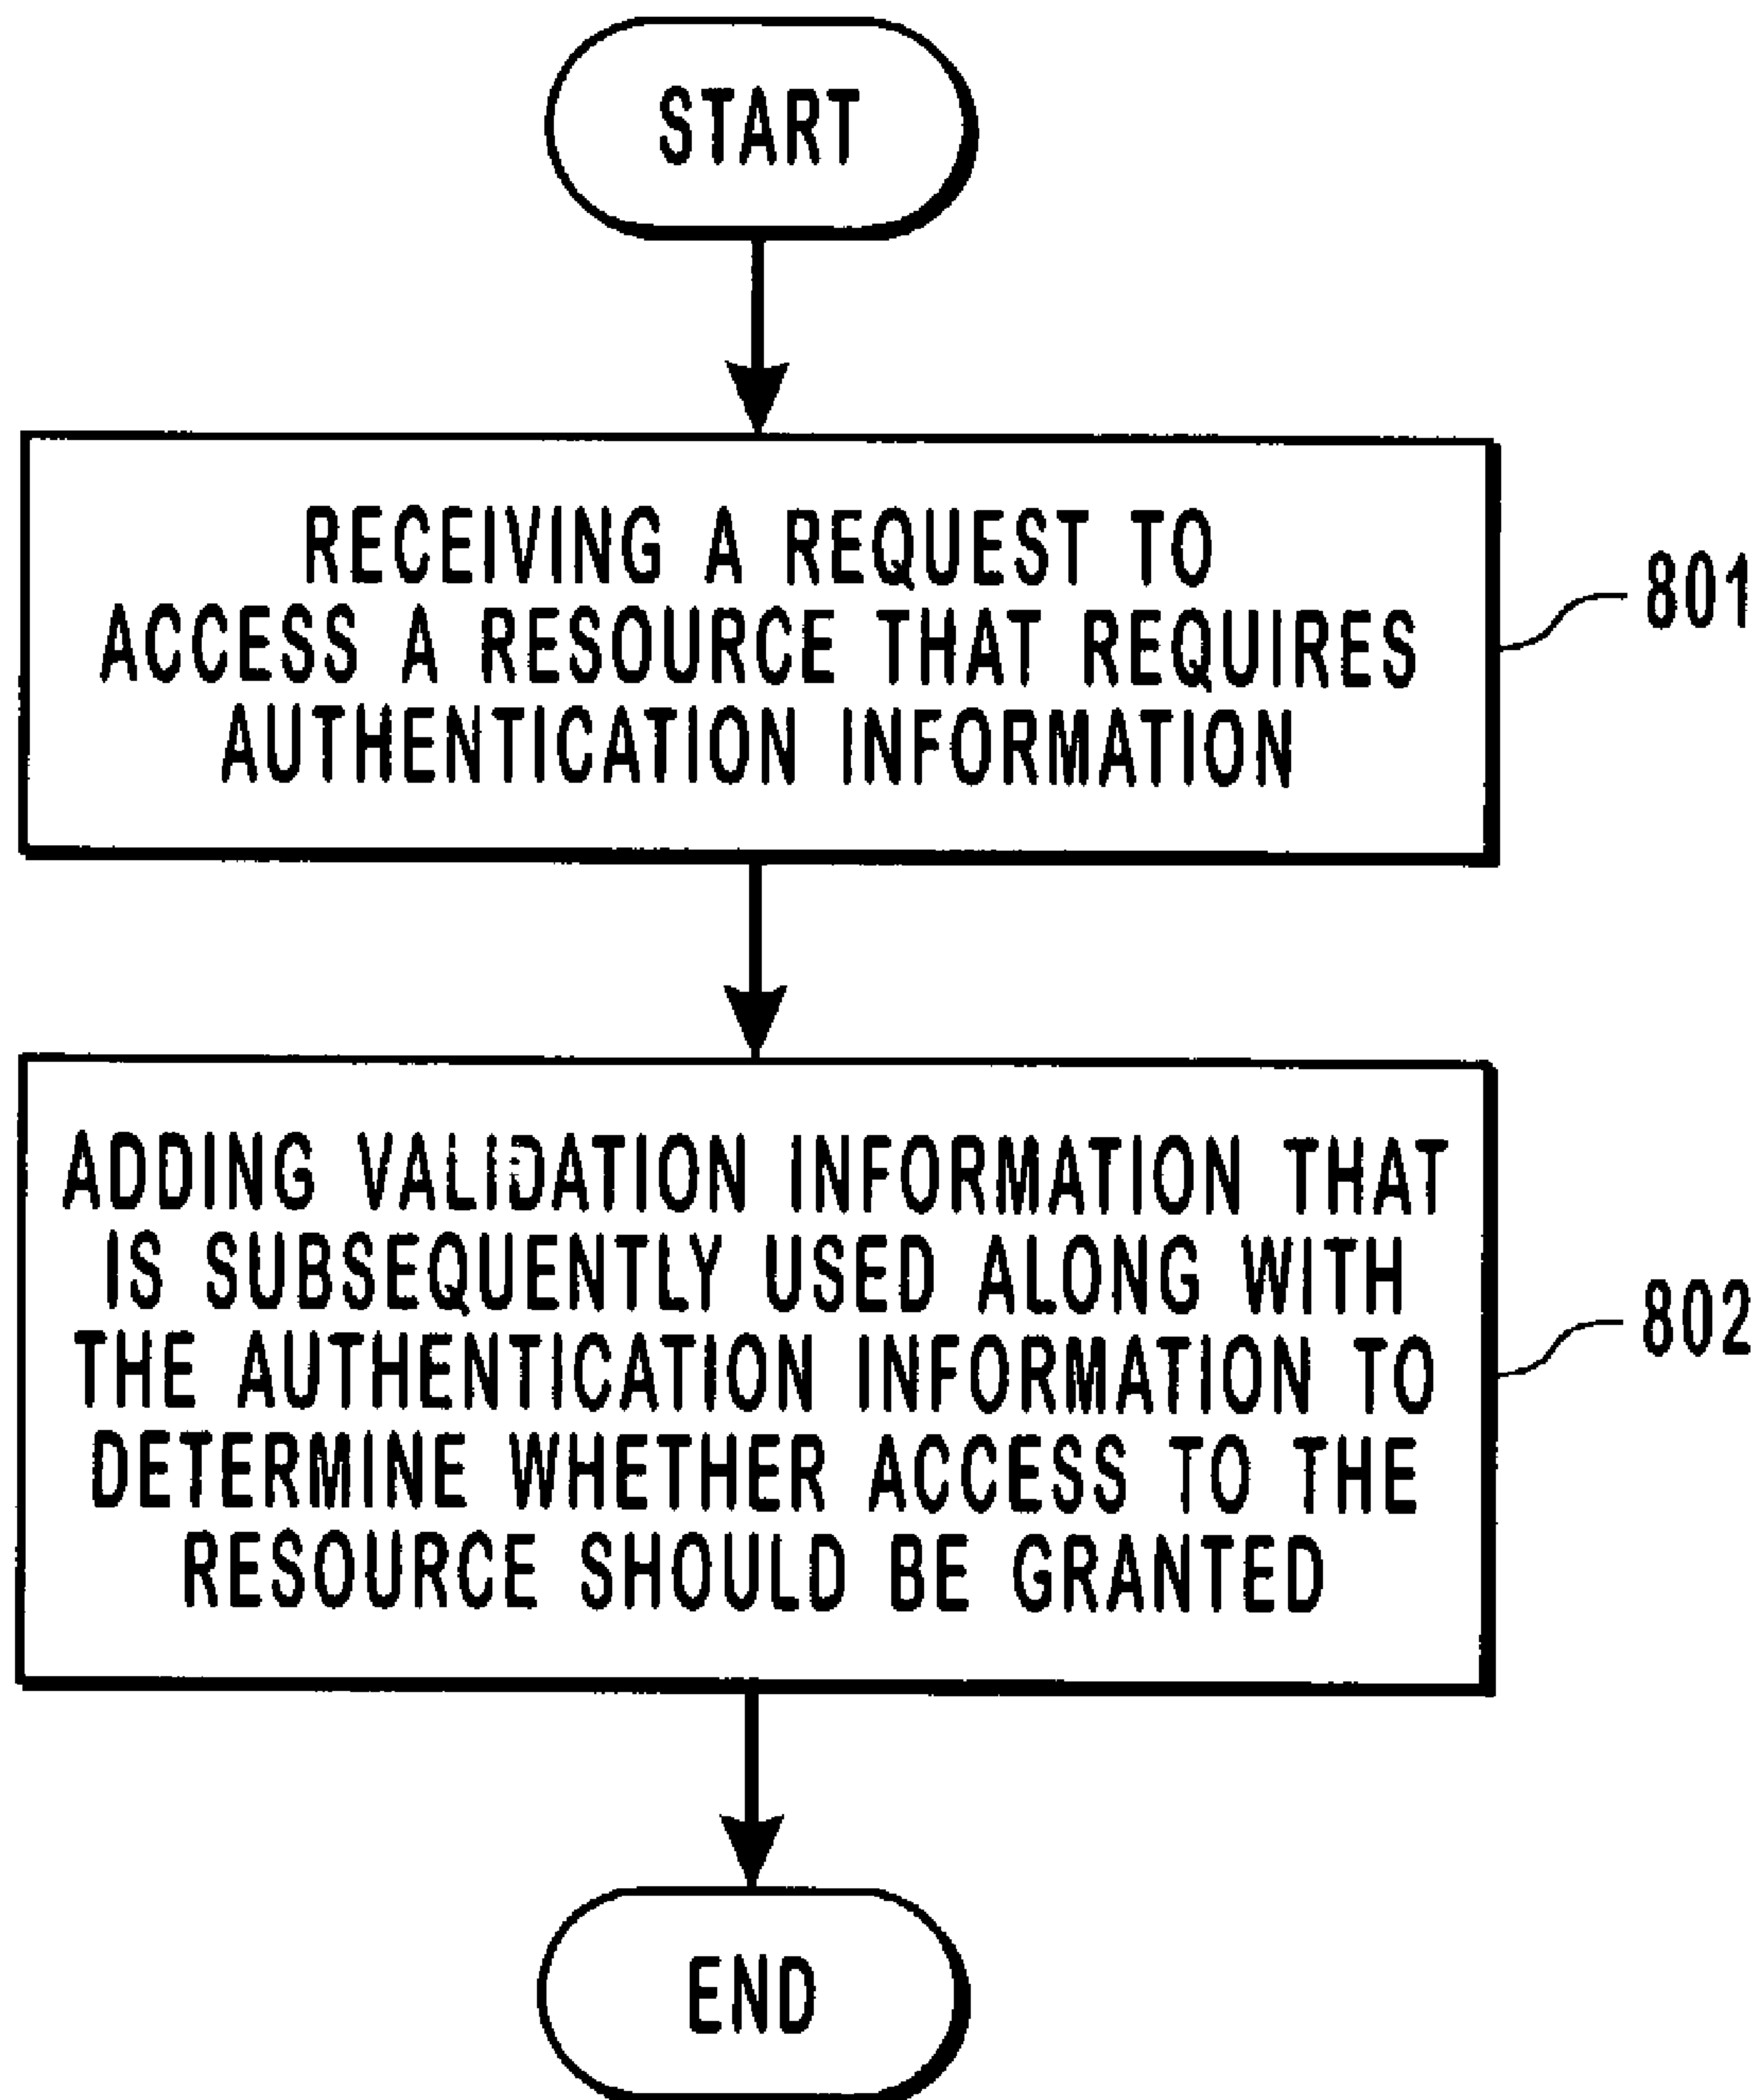 START
RECEIVING A REQUEST TO
ACCESS A RESOURCE THAT REQUIRES
AUTHENTICATION INFORMATION
801
ADDING VALIDATION INFORMATION THAT
IS SUBSEQUENTLY USED ALONG WITH
THE AUTHENTICATION INFORMATION TO
DETERMINE WHETHER ACCESS TO THE
RESOURCE SHOULD BE GRANTED
802
END